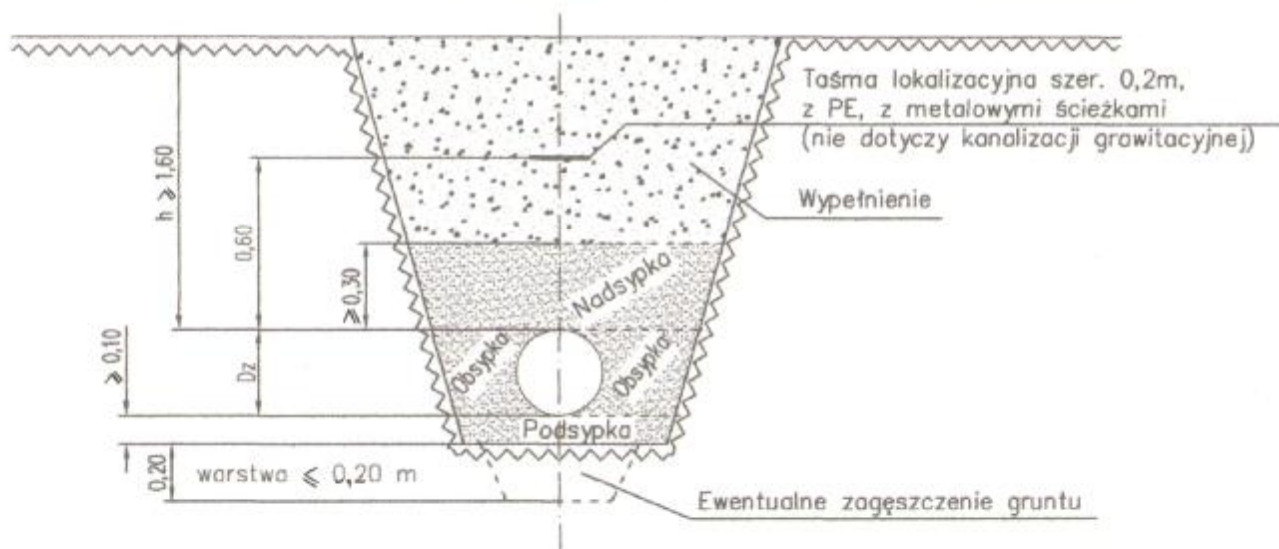 Taśma lokalizacyjna szer. 0,2m,
z PE, z metalowymi ścieżkami
(nie dotyczy kanalizacji grawitacyjnej)
Wypełnienie
h ⩾ 1,60
0,60
⩾0,30
Nadsypka
⩾ 0,10
Dz
Obsypka
Obsypka
Podsypka
0,20
warstwa ⩽ 0,20 m
Ewentualne zagęszczenie gruntu